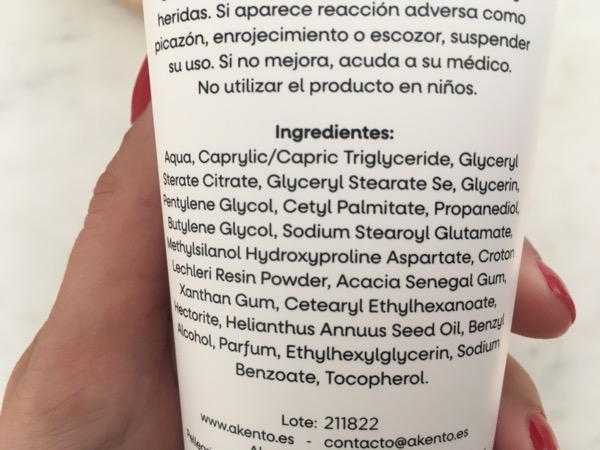 heridas. Si aparece reacción adversa como
picazón, enrojecimiento o escozor, suspender
su uso. Si no mejora, acuda a su médico.
No utilizar el producto en niños.
Ingredientes:
Aqua, Caprylic/Capric Triglyceride, Glyceryl
Sterate Citrate, Glyceryl Stearate Se, Glycerin,
Pentylene Glycol, Cetyl Palmitate, Propanediol,
Butylene Glycol, Sodium Stearoyl Glutamate,
Methylsilanol Hydroxyproline Aspartate, Croton
Lechleri Resin Powder, Acacia Senegal Gum,
Xanthan Gum, Cetearyl Ethylhexanoate,
Hectorite, Helianthus Annuus Seed Oil, Benzyl
Alcohol, Parfum, Ethylhexylglycerin, Sodium
Benzoate, Tocopherol.
Lote: 211822
www.akento.es - contacto@akento.es